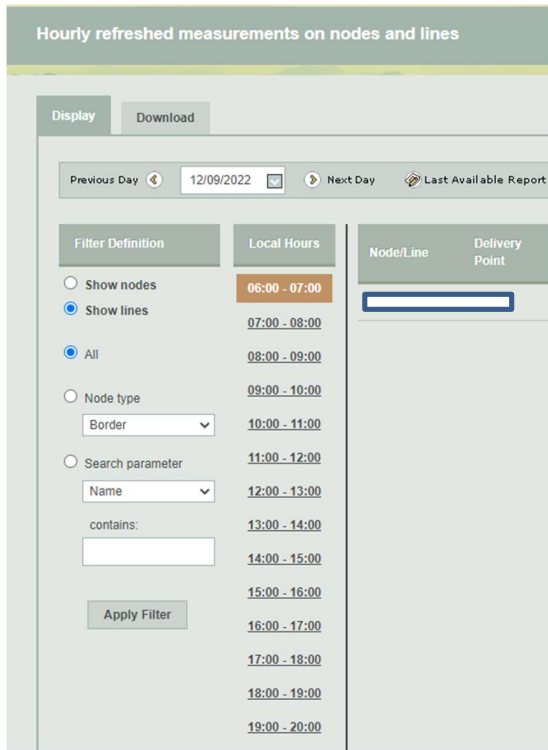 Hourly refreshed measurements on nodes and lines
Display
Download
Previous Day
12/09/2022
Next Day
Last Available Report
Filter Definition
Show nodes
Show lines
All
Node type
Border
Search parameter
Name
contains:
Apply Filter
Local Hours
06:00 - 07:00
07:00 - 08:00
08:00 - 09:00
09:00 - 10:00
10:00 - 11:00
11:00 - 12:00
12:00 - 13:00
13:00 - 14:00
14:00 - 15:00
15:00 - 16:00
16:00 - 17:00
17:00 - 18:00
18:00 - 19:00
19:00 - 20:00
Node/Line
Delivery
Point